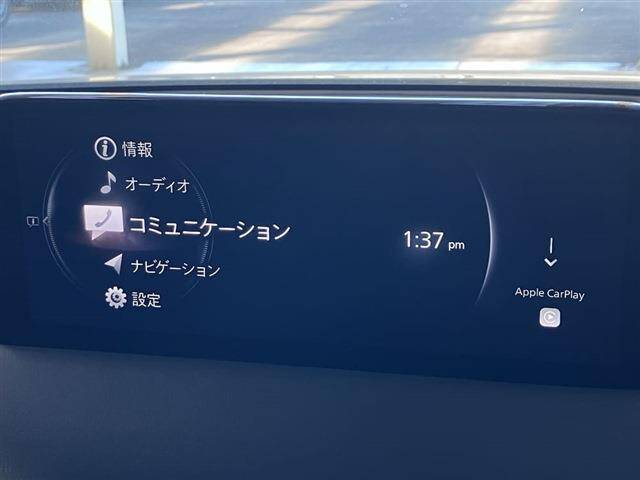 情報
オーディオ
コミュニケーション
ナビゲーション
設定
1:37 pm
Apple CarPlay